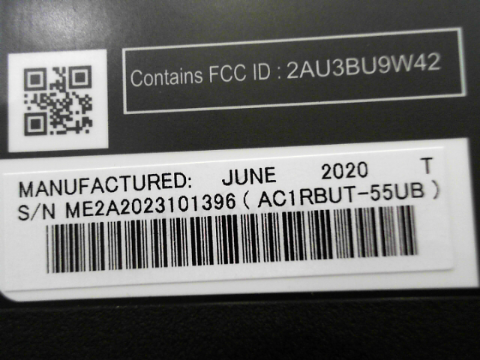 Contains FCC ID : 2AU3BU9W42
MANUFACTURED: JUNE 2020 T
S/N ME2A2023101396 ( AC1RBUT-55UB )